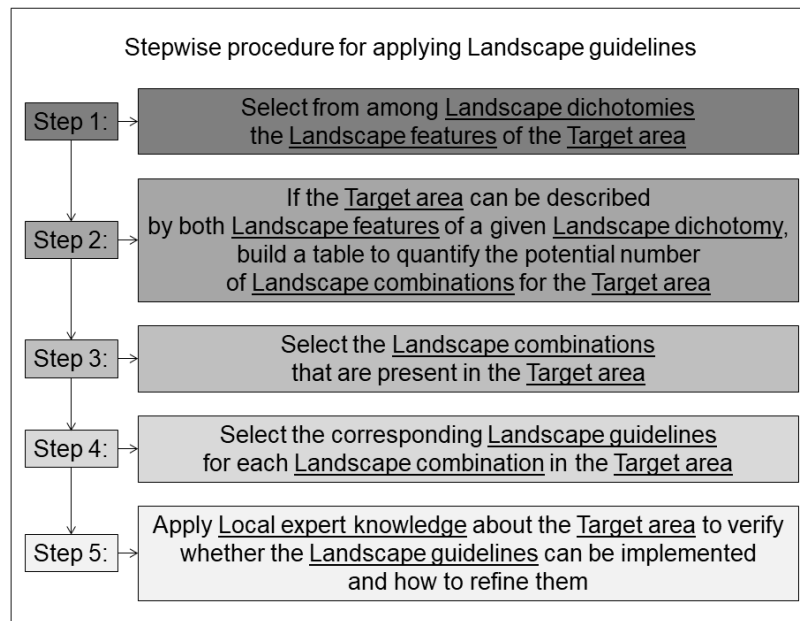 Stepwise procedure for applying Landscape guidelines
Step 1:
Select from among Landscape dichotomies
the Landscape features of the Target area
Step 2:
If the Target area can be described
by both Landscape features of a given Landscape dichotomy,
build a table to quantify the potential number
of Landscape combinations for the Target area
Step 3:
Select the Landscape combinations
that are present in the Target area
Step 4:
Select the corresponding Landscape guidelines
for each Landscape combination in the Target area
Step 5:
Apply Local expert knowledge about the Target area to verify
whether the Landscape guidelines can be implemented
and how to refine them